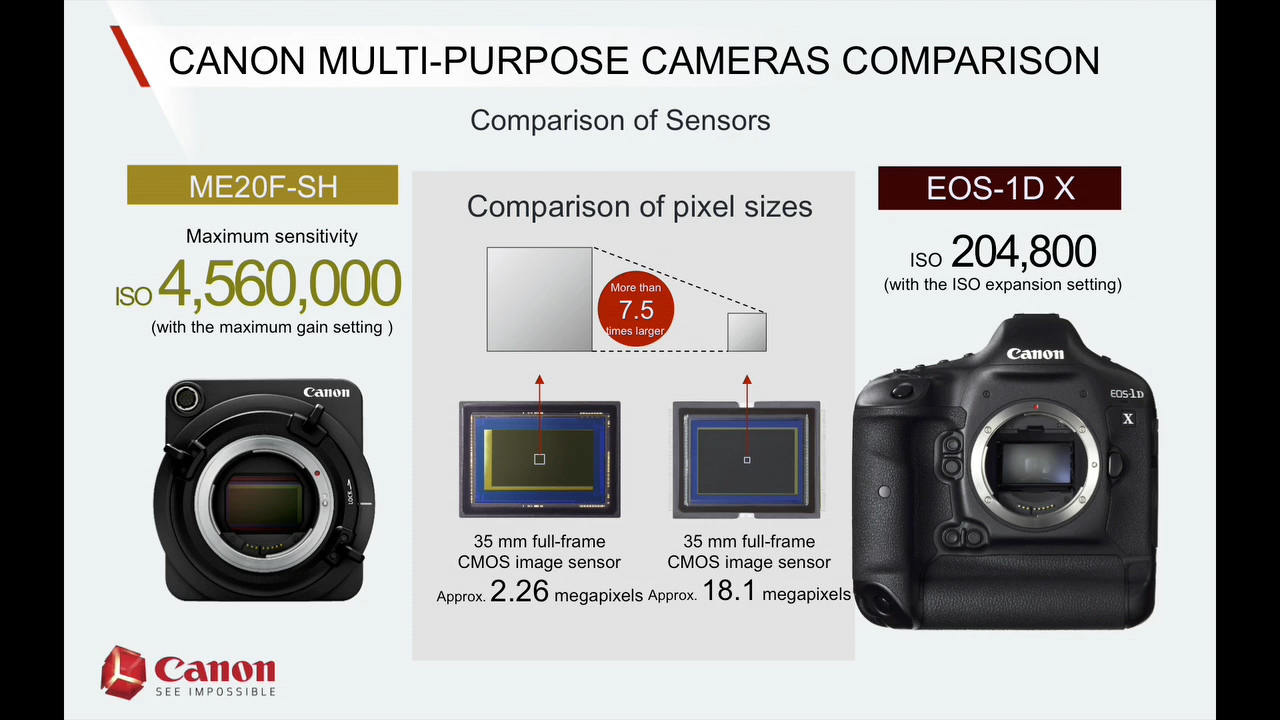 CANON MULTI-PURPOSE CAMERAS COMPARISON
Comparison of Sensors
ME20F-SH
Maximum sensitivity
ISO 4,560,000
(with the maximum gain setting )
Canon
LOCK
Comparison of pixel sizes
More than
7.5
times larger
35 mm full-frame
CMOS image sensor
Approx. 2.26 megapixels
35 mm full-frame
CMOS image sensor
Approx. 18.1 megapixels
EOS-1D X
ISO 204,800
(with the ISO expansion setting)
Canon
EOS-1D
X
Canon
SEE IMPOSSIBLE